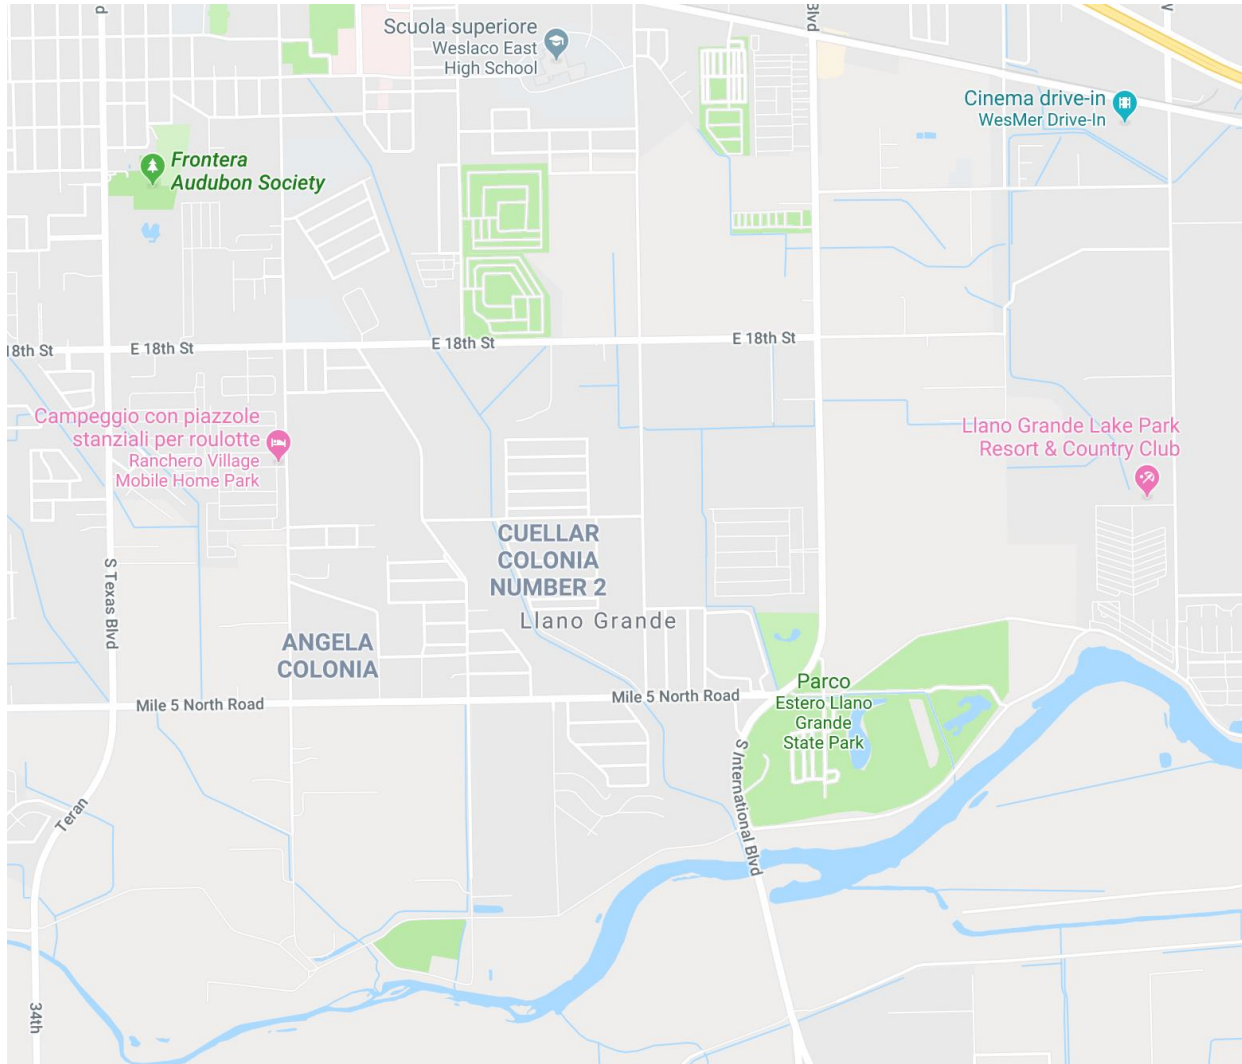 d
Blvd
Scuola superiore
Weslaco East
High School
Cinema drive-in
WesMer Drive-In
Frontera
Audubon Society
18th St
E 18th St
E 18th St
E 18th St
Campeggio con piazzole
stanziali per roulotte
Ranchero Village
Mobile Home Park
Llano Grande Lake Park
Resort & Country Club
CUELLAR
COLONIA
NUMBER 2
Llano Grande
S Texas Blvd
ANGELA
COLONIA
Mile 5 North Road
Mile 5 North Road
Parco
Estero Llano
Grande
State Park
S International Blvd
Teran
34th